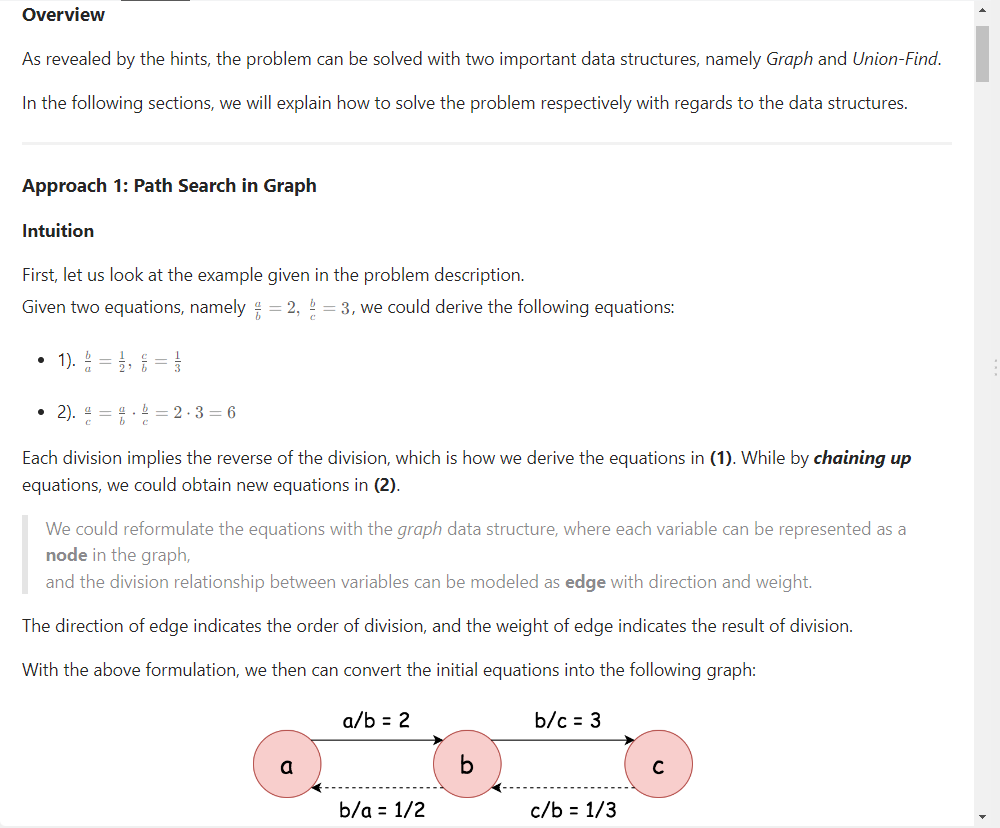 Overview
As revealed by the hints, the problem can be solved with two important data structures, namely Graph and Union-Find.
In the following sections, we will explain how to solve the problem respectively with regards to the data structures.
Approach 1: Path Search in Graph
Intuition
First, let us look at the example given in the problem description.
Given two equations, namely a/b = 2, b/c = 3, we could derive the following equations:
• 1). b/a = 1/2, c/b = 1/3
• 2). a/c = a/b · b/c = 2 · 3 = 6
Each division implies the reverse of the division, which is how we derive the equations in (1). While by chaining up
equations, we could obtain new equations in (2).
We could reformulate the equations with the graph data structure, where each variable can be represented as a
node in the graph,
and the division relationship between variables can be modeled as edge with direction and weight.
The direction of edge indicates the order of division, and the weight of edge indicates the result of division.
With the above formulation, we then can convert the initial equations into the following graph:
a/b = 2 b/c = 3
a b c
b/a = 1/2 c/b = 1/3